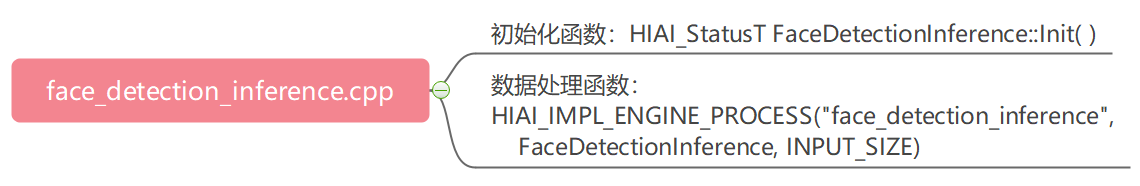 face_detection_inference.cpp
初始化函数：HIAI_StatusT FaceDetectionInference::Init( )
数据处理函数：
HIAI_IMPL_ENGINE_PROCESS("face_detection_inference",
FaceDetectionInference, INPUT_SIZE)